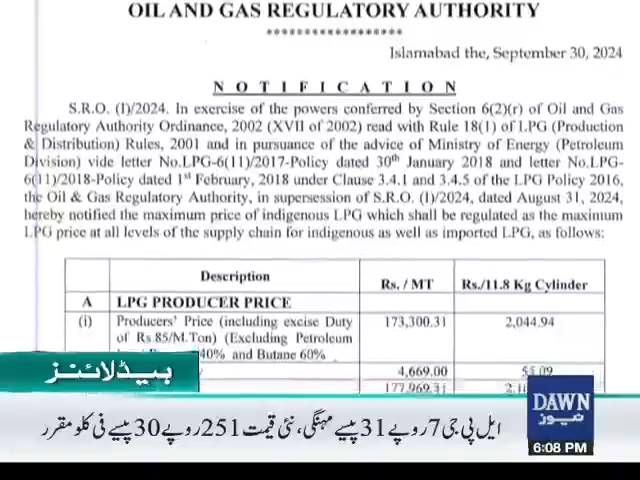 OIL AND GAS REGULATORY AUTHORITY
******************
Islamabad the, September 30, 2024
NOTIFICATION
S.R.O. (I)/2024. In exercise of the powers conferred by Section 6(2)(r) of Oil and Gas
Regulatory Authority Ordinance, 2002 (XVII of 2002) read with Rule 18(1) of LPG (Production
& Distribution) Rules, 2001 and in pursuance of the advice of Ministry of Energy (Petroleum
Division) vide letter No.LPG-6(11)/2017-Policy dated 30th January 2018 and letter No.LPG-
6(11)/2018-Policy dated 1st February, 2018 under Clause 3.4.1 and 3.4.5 of the LPG Policy 2016,
the Oil & Gas Regulatory Authority, in supersession of S.R.O. (I)/2024, dated August 31, 2024,
hereby notified the maximum price of indigenous LPG which shall be regulated as the maximum
LPG price at all levels of the supply chain for indigenous as well as imported LPG, as follows:
Description Rs. / MT Rs./11.8 Kg Cylinder
A LPG PRODUCER PRICE
(i) Producers' Price (including excise Duty 173,300.31 2,044.94
of Rs.85/M.Ton) (Excluding Petroleum
40% and Butane 60%
4,669.00 55.09
177,969.31
ہیڈلائنز
ایل پی جی 7 روپے 31 پیسے مہنگی، نئی قیمت 251 روپے 30 پیسے فی کلو مقرر
DAWN
نیوز
6:08 PM